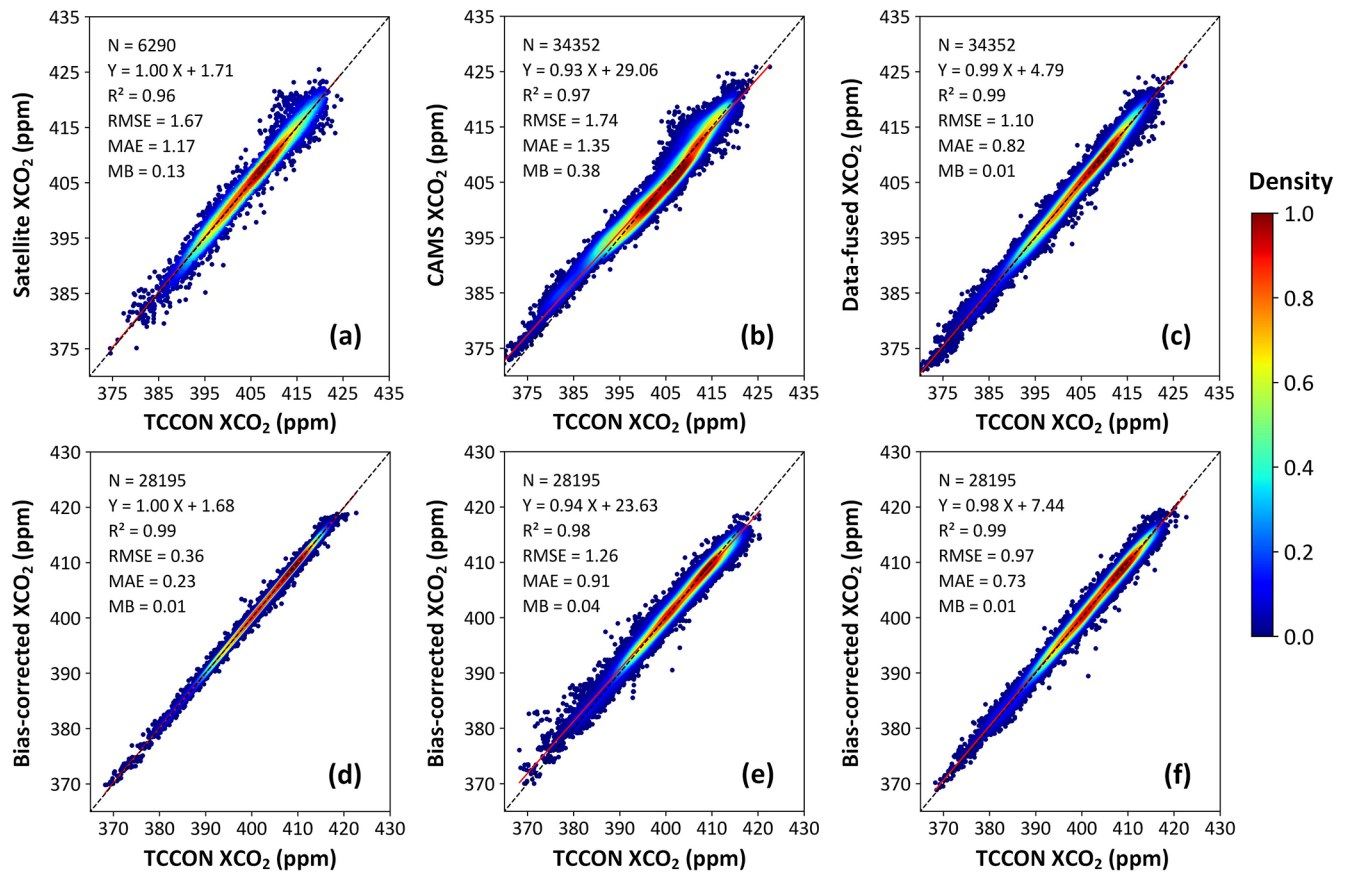 435
425
415
405
395
385
375
Satellite XCO₂ (ppm)
N = 6290
Y = 1.00 X + 1.71
R² = 0.96
RMSE = 1.67
MAE = 1.17
MB = 0.13
(a)
375 385 395 405 415 425 435
TCCON XCO₂ (ppm)
435
425
415
405
395
385
375
CAMS XCO₂ (ppm)
N = 34352
Y = 0.93 X + 29.06
R² = 0.97
RMSE = 1.74
MAE = 1.35
MB = 0.38
(b)
375 385 395 405 415 425 435
TCCON XCO₂ (ppm)
435
425
415
405
395
385
375
Data-fused XCO₂ (ppm)
N = 34352
Y = 0.99 X + 4.79
R² = 0.99
RMSE = 1.10
MAE = 0.82
MB = 0.01
(c)
375 385 395 405 415 425 435
TCCON XCO₂ (ppm)
Density
1.0
0.8
0.6
0.4
0.2
0.0
430
420
410
400
390
380
370
Bias-corrected XCO₂ (ppm)
N = 28195
Y = 1.00 X + 1.68
R² = 0.99
RMSE = 0.36
MAE = 0.23
MB = 0.01
(d)
370 380 390 400 410 420 430
TCCON XCO₂ (ppm)
430
420
410
400
390
380
370
Bias-corrected XCO₂ (ppm)
N = 28195
Y = 0.94 X + 23.63
R² = 0.98
RMSE = 1.26
MAE = 0.91
MB = 0.04
(e)
370 380 390 400 410 420 430
TCCON XCO₂ (ppm)
430
420
410
400
390
380
370
Bias-corrected XCO₂ (ppm)
N = 28195
Y = 0.98 X + 7.44
R² = 0.99
RMSE = 0.97
MAE = 0.73
MB = 0.01
(f)
370 380 390 400 410 420 430
TCCON XCO₂ (ppm)